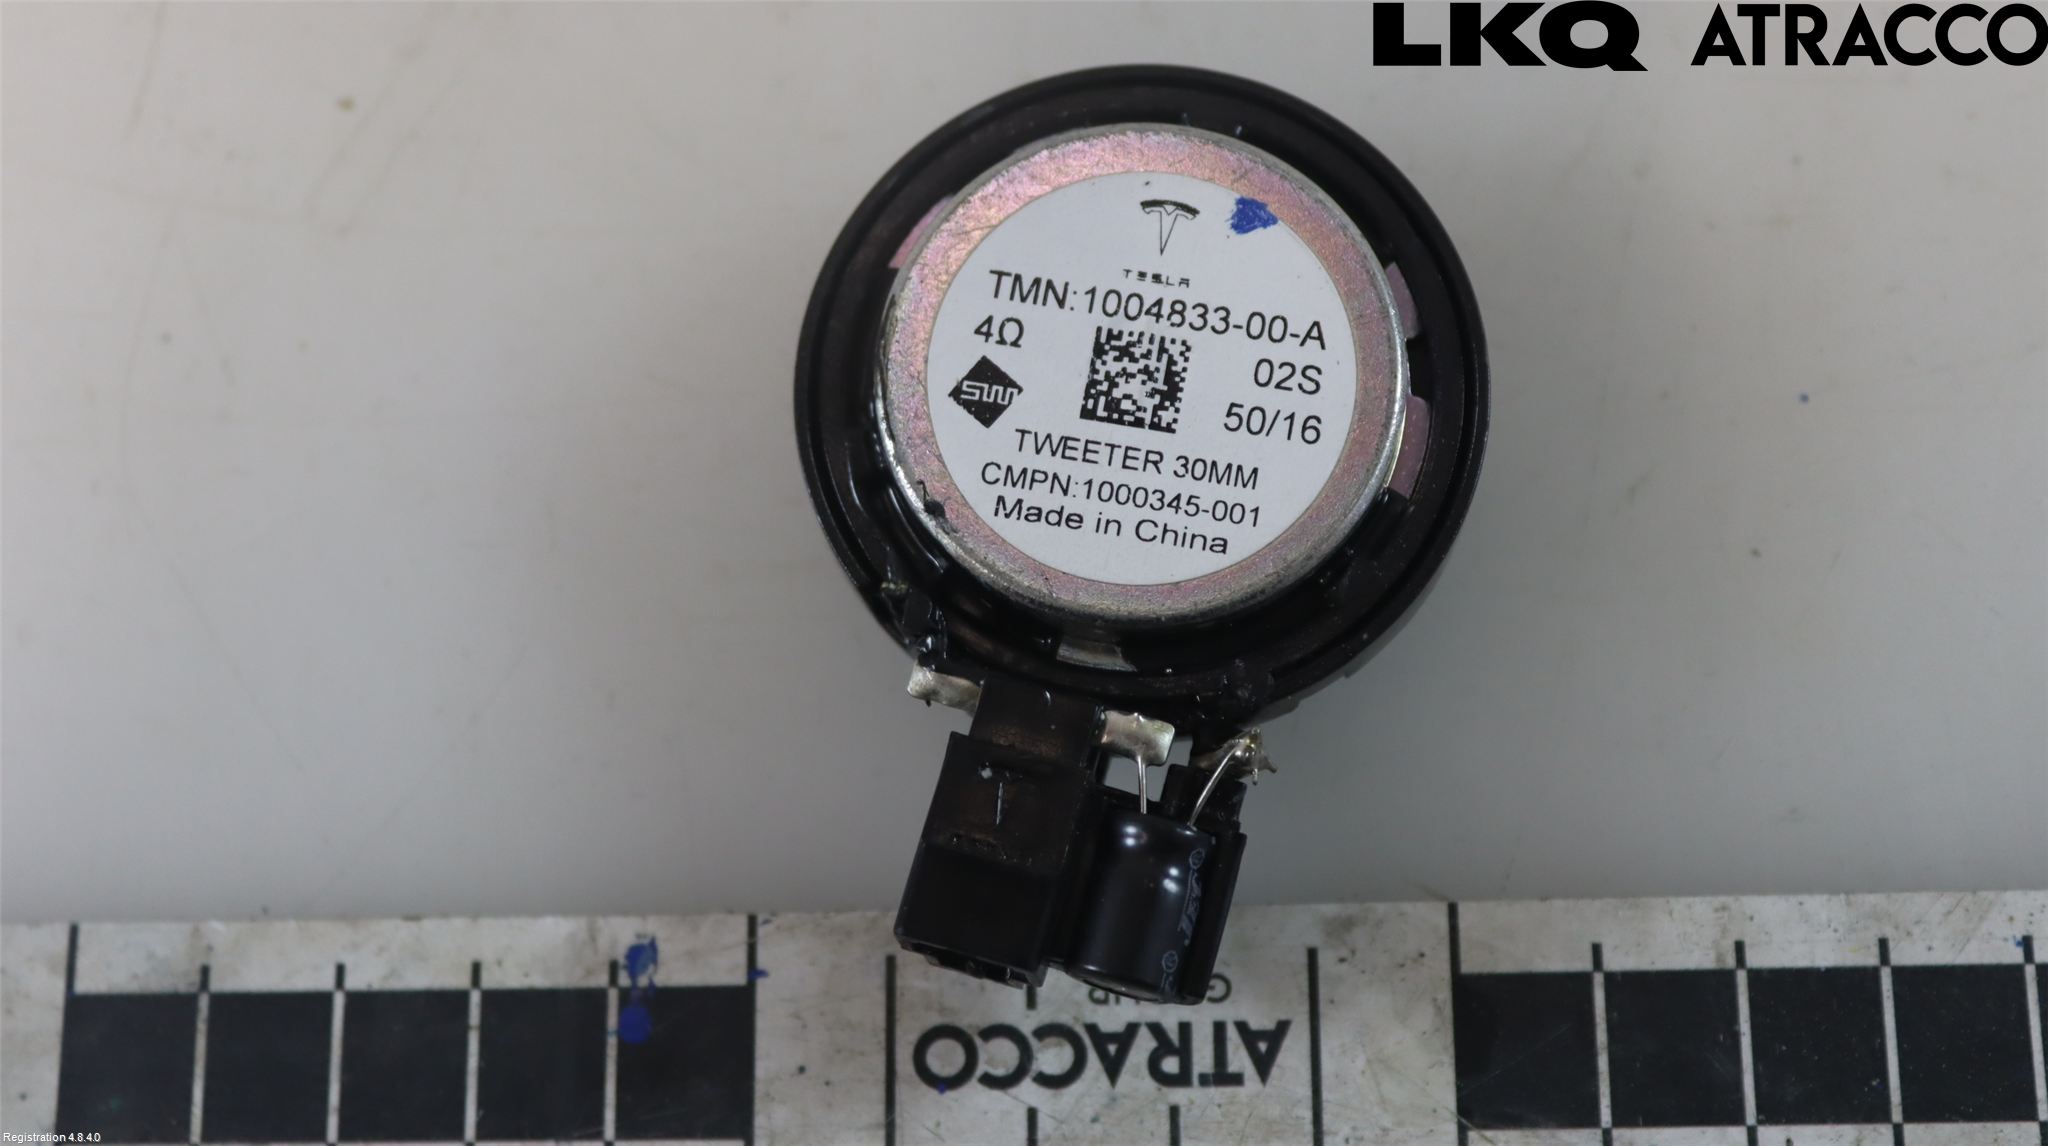 LKQ ATRACCO
TESLA
TMN:1004833-00-A
4Ω
02S
SW
50/16
TWEETER 30MM
CMPN:1000345-001
Made in China
ATRACCO
Registration 4.8.4.0